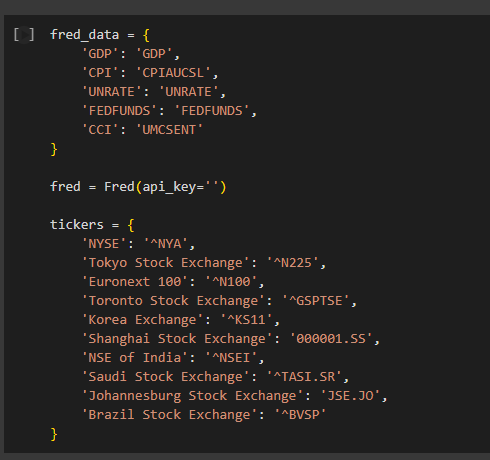 [ ] fred_data = {
    'GDP': 'GDP',
    'CPI': 'CPIAUCSL',
    'UNRATE': 'UNRATE',
    'FEDFUNDS': 'FEDFUNDS',
    'CCI': 'UMCSENT'
}
fred = Fred(api_key='')
tickers = {
    'NYSE': '^NYA',
    'Tokyo Stock Exchange': '^N225',
    'Euronext 100': '^N100',
    'Toronto Stock Exchange': '^GSPTSE',
    'Korea Exchange': '^KS11',
    'Shanghai Stock Exchange': '000001.SS',
    'NSE of India': '^NSEI',
    'Saudi Stock Exchange': '^TASI.SR',
    'Johannesburg Stock Exchange': 'JSE.JO',
    'Brazil Stock Exchange': '^BVSP'
}